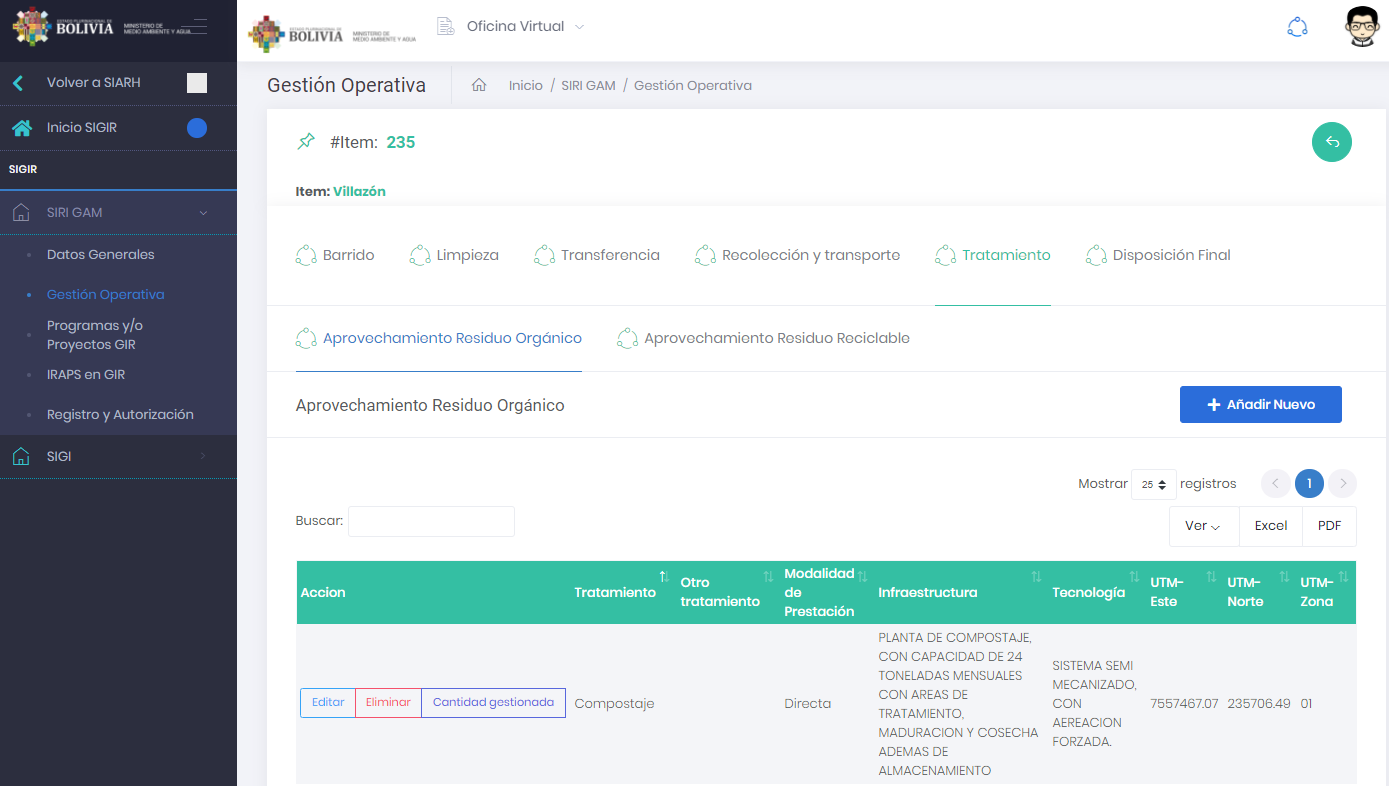 ESTADO PLURINACIONAL DE
BOLIVIA
MINISTERIO DE
MEDIO AMBIENTE Y AGUA
Volver a SIARH
Inicio SIGIR
SIGIR
SIRI GAM
Datos Generales
Gestión Operativa
Programas y/o
Proyectos GIR
IRAPS en GIR
Registro y Autorización
SIGI
ESTADO PLURINACIONAL DE
BOLIVIA
MINISTERIO DE
MEDIO AMBIENTE Y AGUA
Oficina Virtual
Gestión Operativa
Inicio / SIRI GAM / Gestión Operativa
#Item: 235
Item: Villazón
Barrido Limpieza Transferencia Recolección y transporte Tratamiento Disposición Final
Aprovechamiento Residuo Orgánico Aprovechamiento Residuo Reciclable
Aprovechamiento Residuo Orgánico
Añadir Nuevo
Mostrar 25 registros 1
Buscar:
Ver Excel PDF
Accion
Tratamiento
Otro
tratamiento
Modalidad
de
Prestación
Infraestructura
Tecnología
UTM-
Este
UTM-
Norte
UTM-
Zona
Editar Eliminar Cantidad gestionada
Compostaje
Directa
PLANTA DE COMPOSTAJE,
CON CAPACIDAD DE 24
TONELADAS MENSUALES
CON AREAS DE
TRATAMIENTO,
MADURACION Y COSECHA
ADEMAS DE
ALMACENAMIENTO
SISTEMA SEMI
MECANIZADO,
CON
AEREACION
FORZADA.
7557467.07
235706.49
01